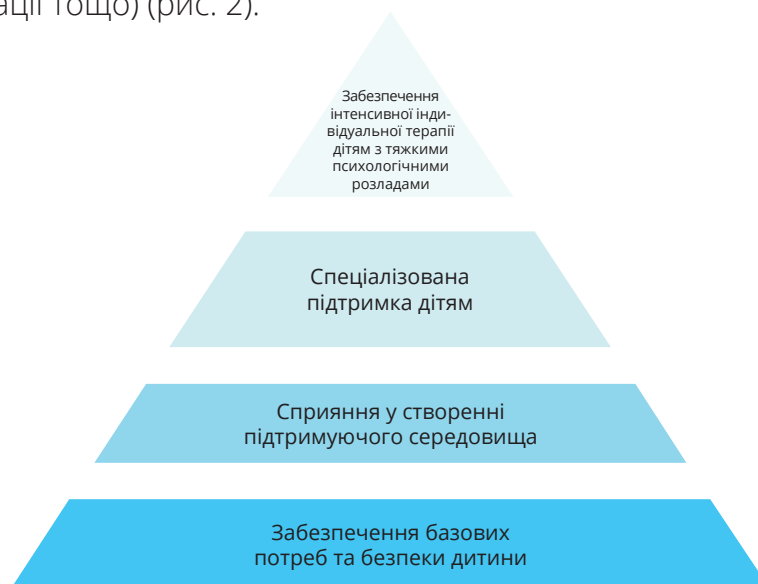 ації тощо) (рис. 2).
Забезпечення
інтенсивної інди-
відуальної терапії
дітям з тяжкими
психологічними
розладами
Спеціалізована
підтримка дітям
Сприяння у створенні
підтримуючого середовища
Забезпечення базових
потреб та безпеки дитини